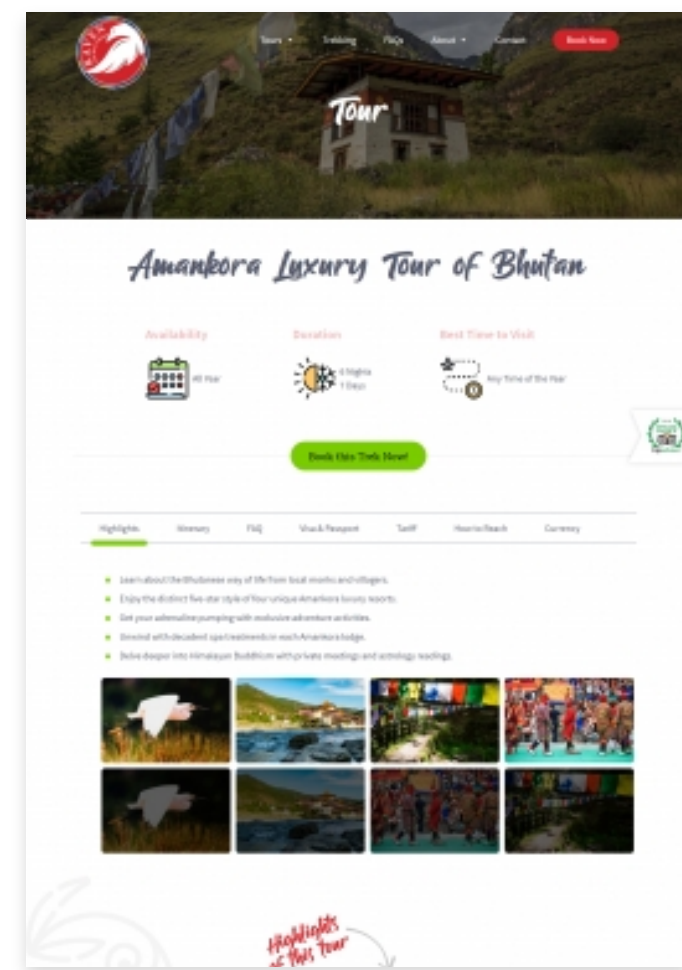 RAVEN
Tours Trekking FAQs About Contact Book Now
Tour
Amankora Luxury Tour of Bhutan
Availability Duration Best Time to Visit
All Year
6 Nights
7 Days
Any Time of the Year
Book this Trek Now!
Highlights Itinerary FAQ Visa & Passport Tariff How to Reach Currency
Learn about the Bhutanese way of life from local monks and villagers.
Enjoy the distinct five-star style of four unique Amankora luxury resorts.
Get your adrenaline pumping with exclusive adventure activities.
Unwind with decadent spa treatments in each Amankora lodge.
Delve deeper into Himalayan Buddhism with private meetings and astrology readings.
Highlights
of this Tour